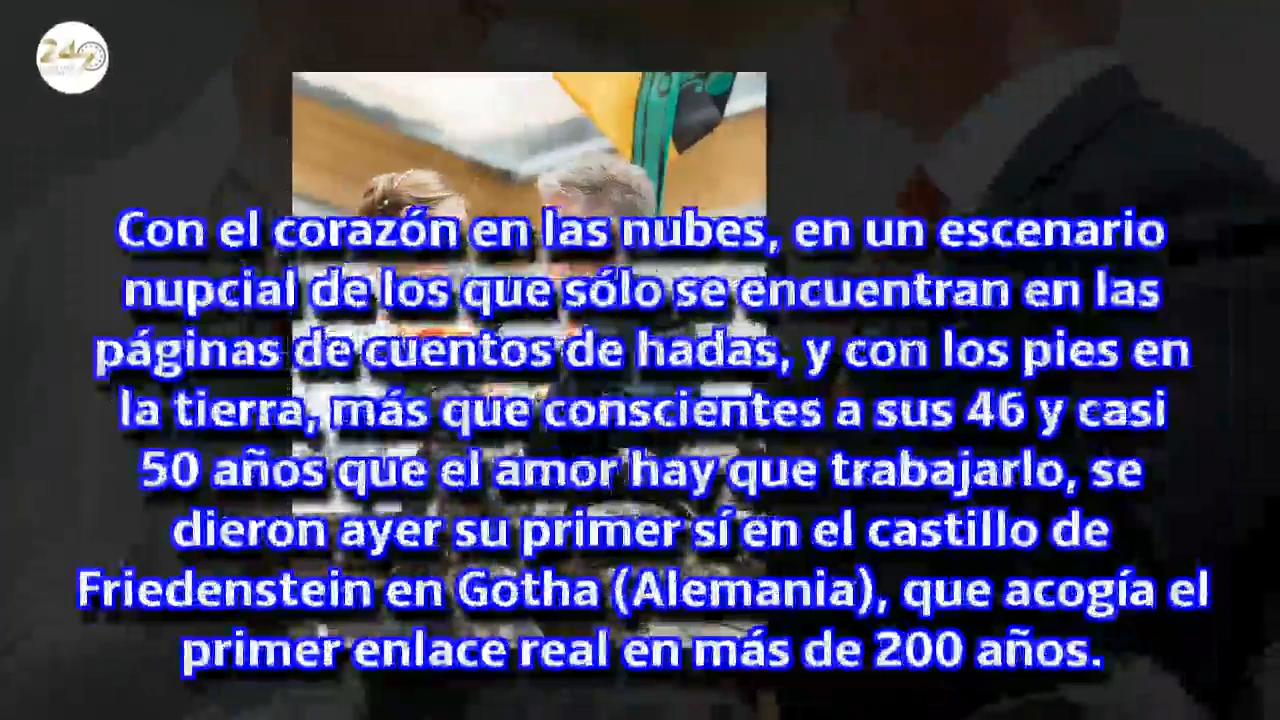 24/7
Con el corazón en las nubes, en un escenario
nupcial de los que sólo se encuentran en las
páginas de cuentos de hadas, y con los pies en
la tierra, más que conscientes a sus 46 y casi
50 años que el amor hay que trabajarlo, se
dieron ayer su primer sí en el castillo de
Friedenstein en Gotha (Alemania), que acogía el
primer enlace real en más de 200 años.